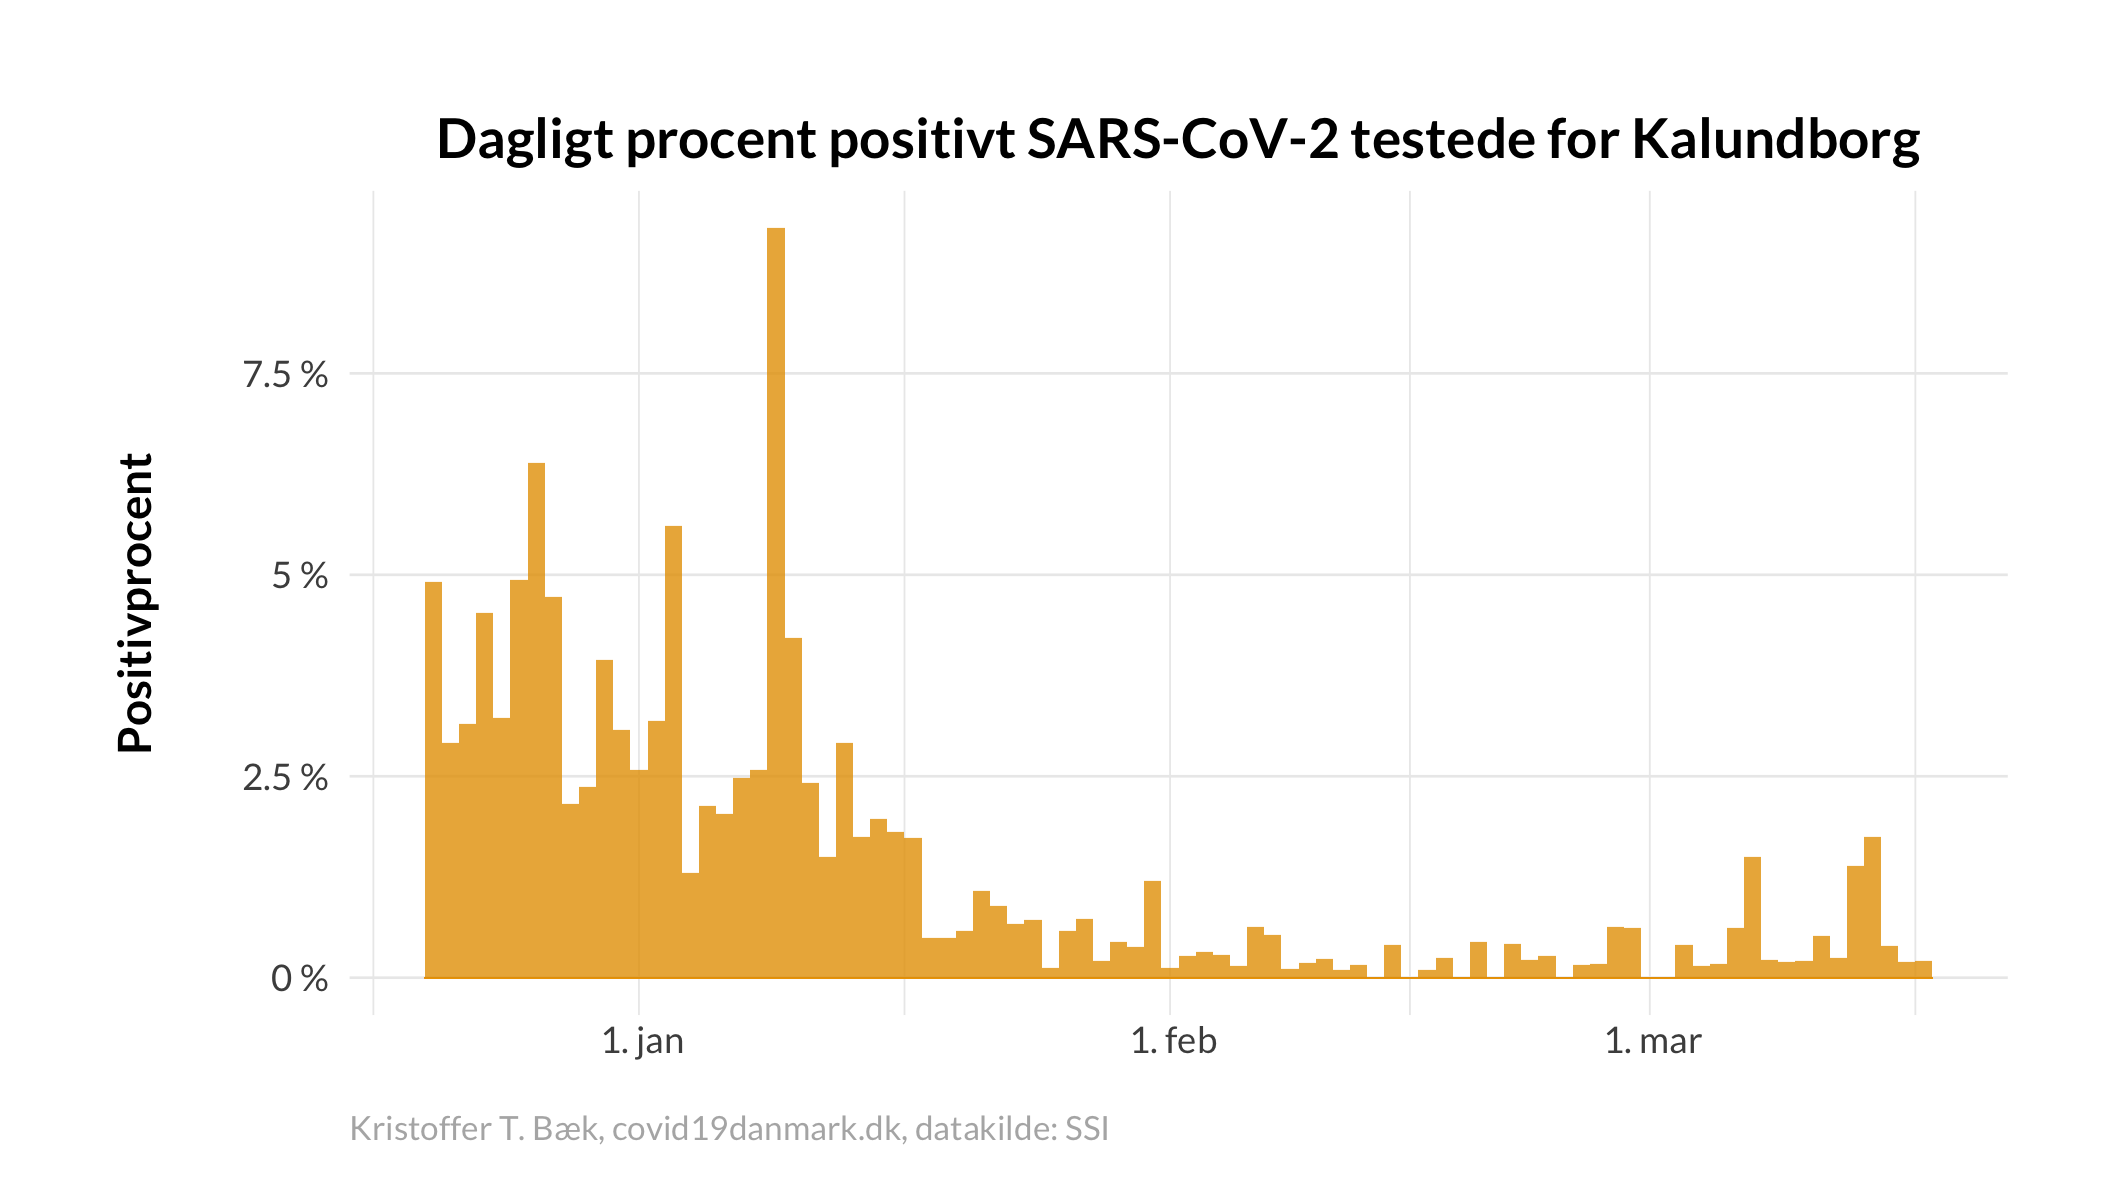 Dagligt procent positivt SARS-CoV-2 testede for Kalundborg
Positivprocent
7.5 %
5 %
2.5 %
0 %
1. jan
1. feb
1. mar
Kristoffer T. Bæk, covid19danmark.dk, datakilde: SSI